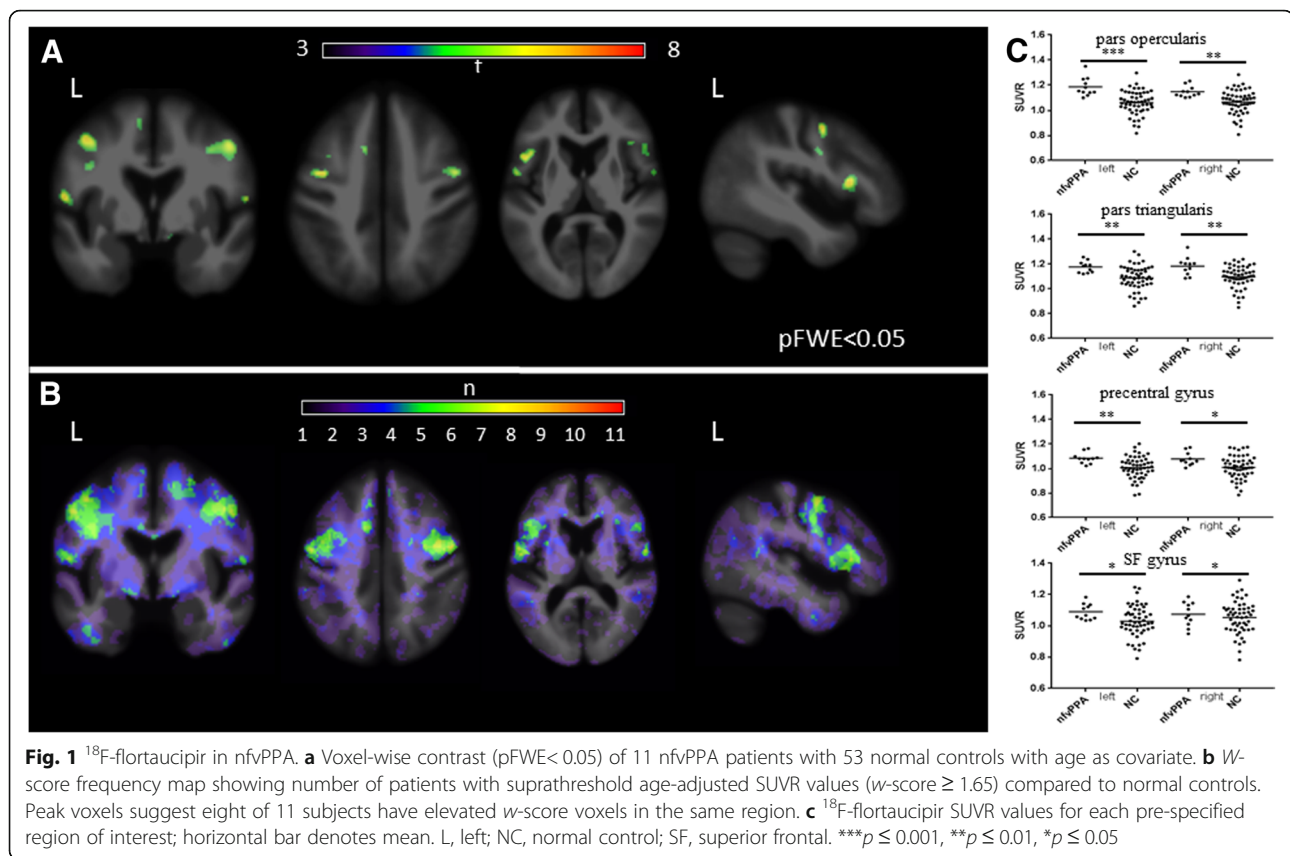 A
3
8
t
L
L
pFWE<0.05
B
n
1 2 3 4 5 6 7 8 9 10 11
L
L
C
pars opercularis
1.6
1.4
1.2
1.0
0.8
0.6
SUVR
*** **
nfvPPA left NC nfvPPA right NC
pars triangularis
1.6
1.4
1.2
1.0
0.8
0.6
SUVR
** **
nfvPPA left NC nfvPPA right NC
precentral gyrus
1.6
1.4
1.2
1.0
0.8
0.6
SUVR
** *
nfvPPA left NC nfvPPA right NC
SF gyrus
1.4
1.2
1.0
0.8
0.6
SUVR
* *
nfvPPA left NC nfvPPA right NC
Fig. 1 ¹⁸F-flortaucipir in nfvPPA. a Voxel-wise contrast (pFWE< 0.05) of 11 nfvPPA patients with 53 normal controls with age as covariate. b W-
score frequency map showing number of patients with suprathreshold age-adjusted SUVR values (w-score ≥ 1.65) compared to normal controls.
Peak voxels suggest eight of 11 subjects have elevated w-score voxels in the same region. c ¹⁸F-flortaucipir SUVR values for each pre-specified
region of interest; horizontal bar denotes mean. L, left; NC, normal control; SF, superior frontal. ***p ≤ 0.001, **p ≤ 0.01, *p ≤ 0.05